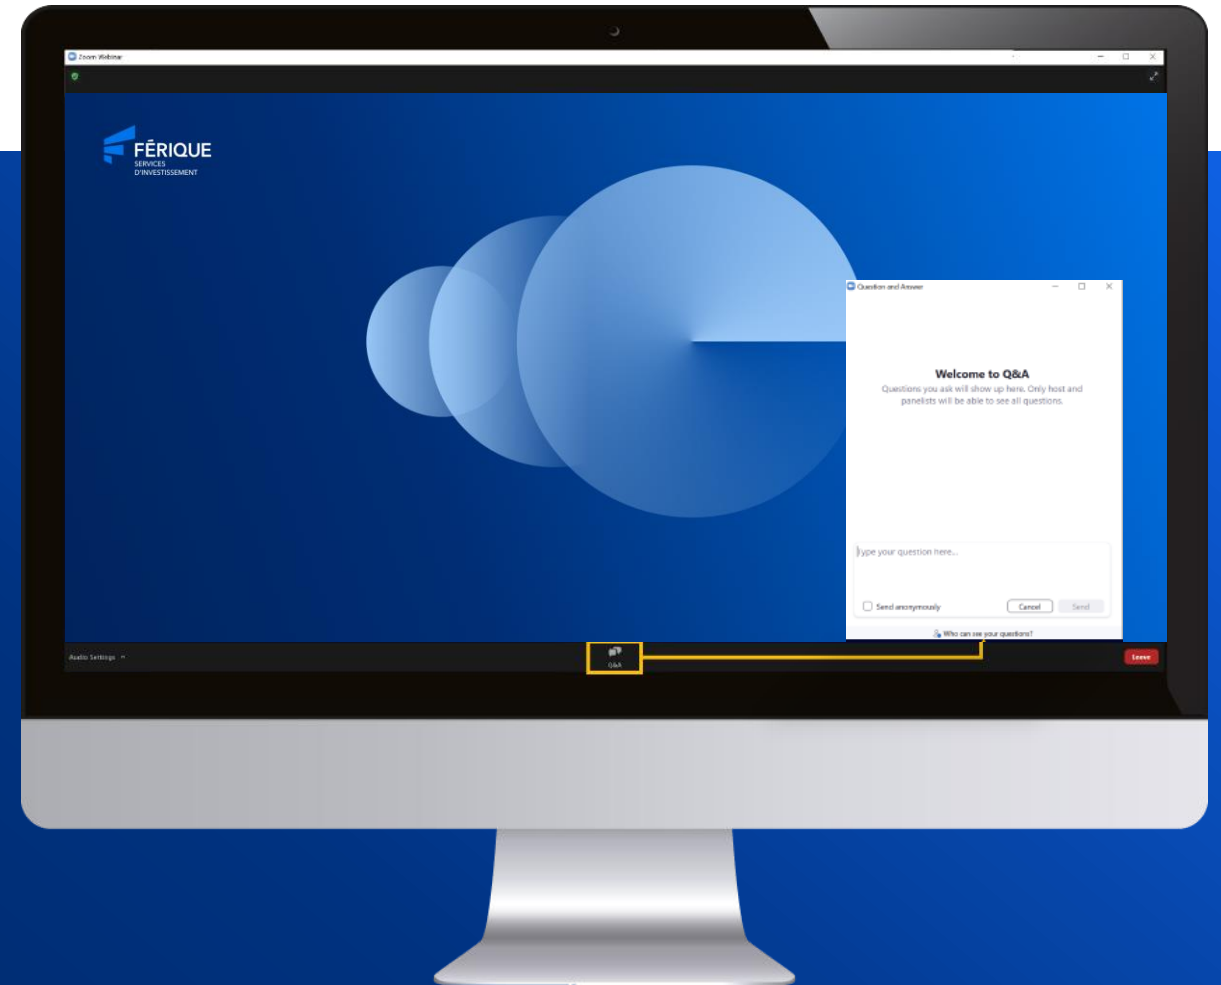 Zoom Webinar
FÉRIQUE
SERVICES
D'INVESTISSEMENT
Question and Answer
Welcome to Q&A
Questions you ask will show up here. Only host and
panelists will be able to see all questions.
Type your question here...
Send anonymously
Cancel
Send
Who can see your questions?
Audio Settings
Q&A
Leave